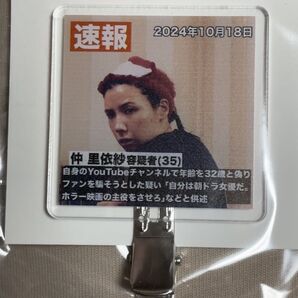 速報
2024年10月18日
仲 里依紗容疑者(35)
自身のYouTubeチャンネルで年齢を32歳と偽り
ファンを騙そうとした疑い「自分は朝ドラ女優だ。
ホラー映画の主役をさせろ」などと供述